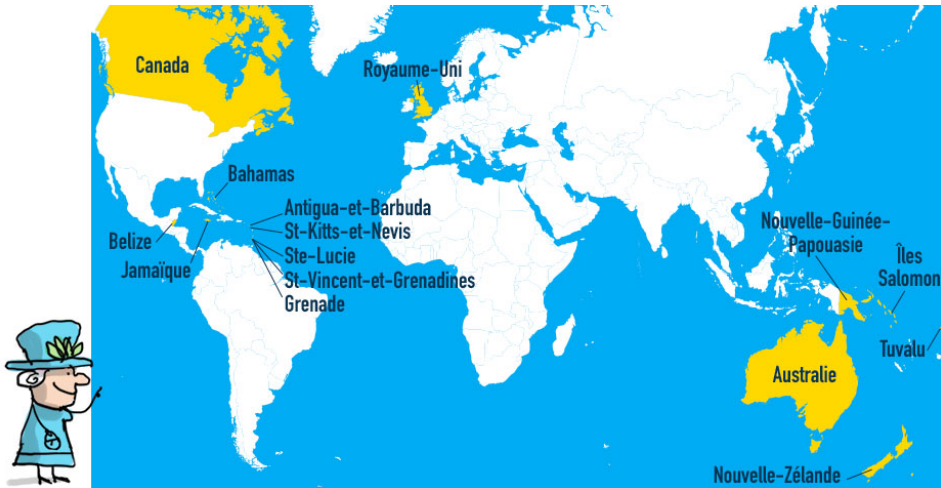 Canada
Royaume-Uni
Bahamas
Antigua-et-Barbuda
St-Kitts-et-Nevis
Belize
Ste-Lucie
Jamaïque
St-Vincent-et-Grenadines
Grenade
Nouvelle-Guinée-
Papouasie
Îles
Salomon
Tuvalu
Australie
Nouvelle-Zélande